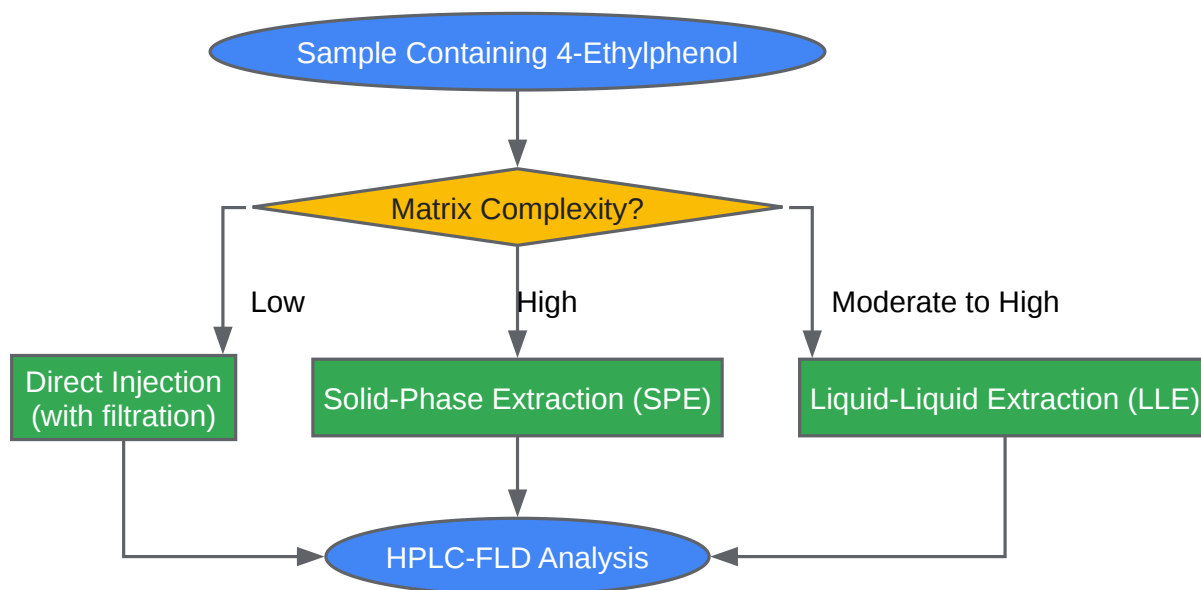 Sample Containing 4-Ethylphenol
Matrix Complexity?
Low
High
Moderate to High
Direct Injection
(with filtration)
Solid-Phase Extraction (SPE)
Liquid-Liquid Extraction (LLE)
HPLC-FLD Analysis